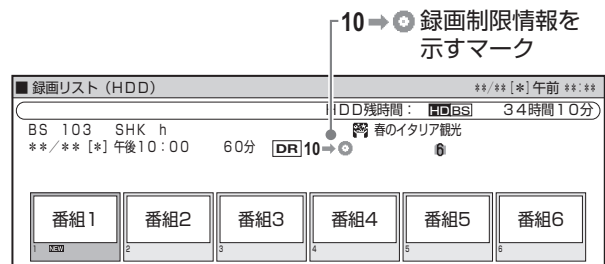 10➡ 録画制限情報を
示すマーク
■ 録画リスト（HDD）  **/** [*] 午前 **:**
HDD残時間： HD BS 34時間10分
BS 103 SHK h 春のイタリア観光
**/** [*] 午後10：00 60分 DR 10➡ 6
番組1 番組2 番組3 番組4 番組5 番組6
1 NEW 2 3 4 5 6